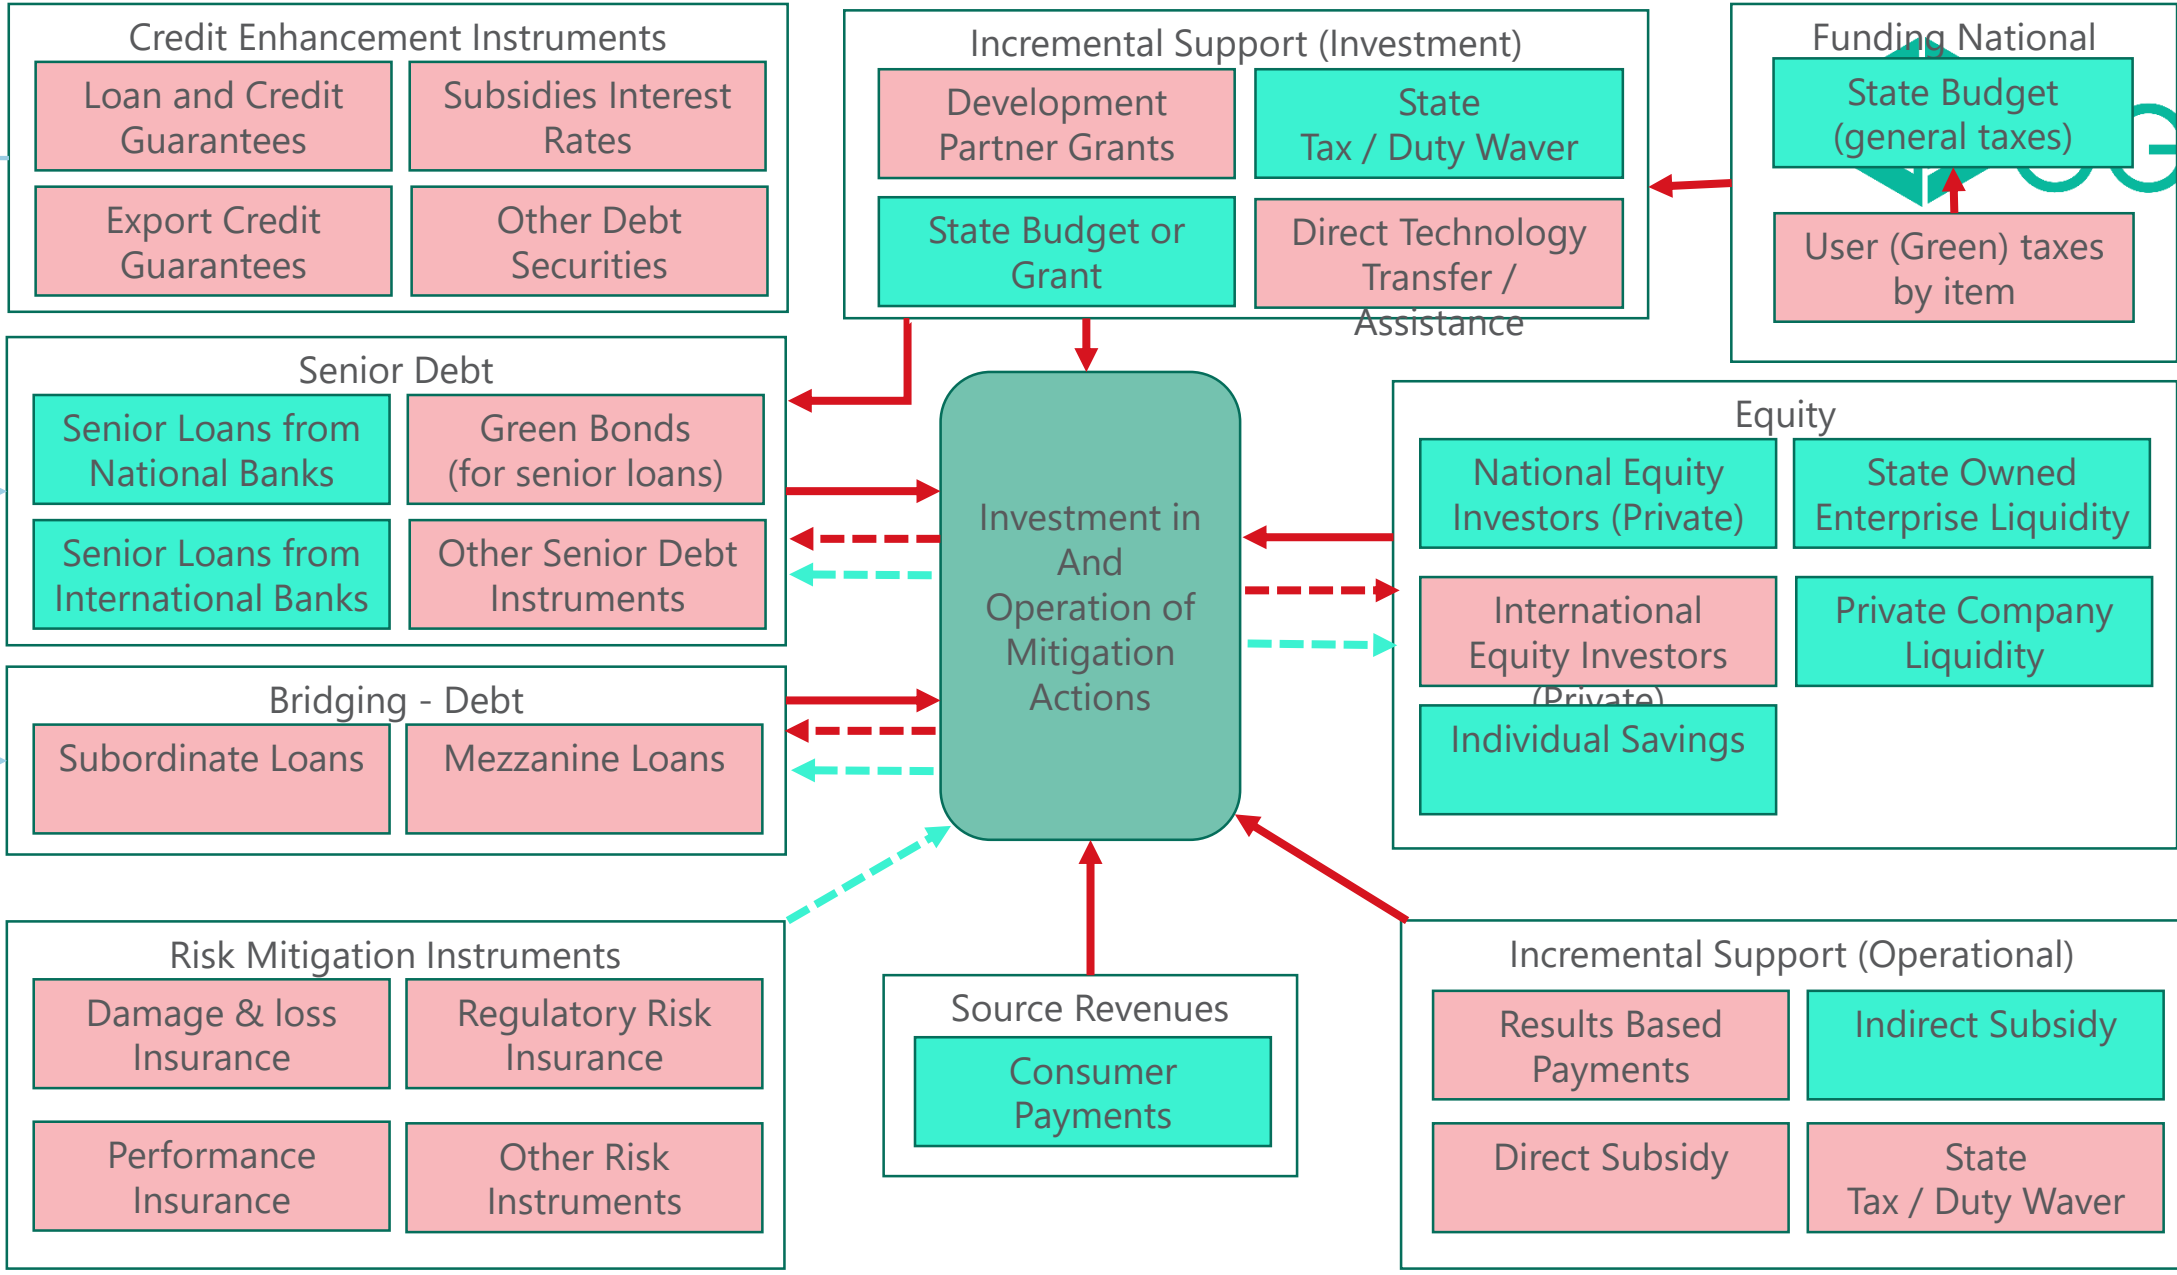 Credit Enhancement Instruments
Loan and Credit
Guarantees
Subsidies Interest
Rates
Export Credit
Guarantees
Other Debt
Securities
Incremental Support (Investment)
Development
Partner Grants
State
Tax / Duty Waver
State Budget or
Grant
Direct Technology
Transfer /
Assistance
Funding National
State Budget
(general taxes)
User (Green) taxes
by item
Senior Debt
Senior Loans from
National Banks
Green Bonds
(for senior loans)
Senior Loans from
International Banks
Other Senior Debt
Instruments
Investment in
And
Operation of
Mitigation
Actions
Equity
National Equity
Investors (Private)
State Owned
Enterprise Liquidity
International
Equity Investors
(Private)
Private Company
Liquidity
Individual Savings
Bridging - Debt
Subordinate Loans
Mezzanine Loans
Risk Mitigation Instruments
Damage & loss
Insurance
Regulatory Risk
Insurance
Performance
Insurance
Other Risk
Instruments
Source Revenues
Consumer
Payments
Incremental Support (Operational)
Results Based
Payments
Indirect Subsidy
Direct Subsidy
State
Tax / Duty Waver